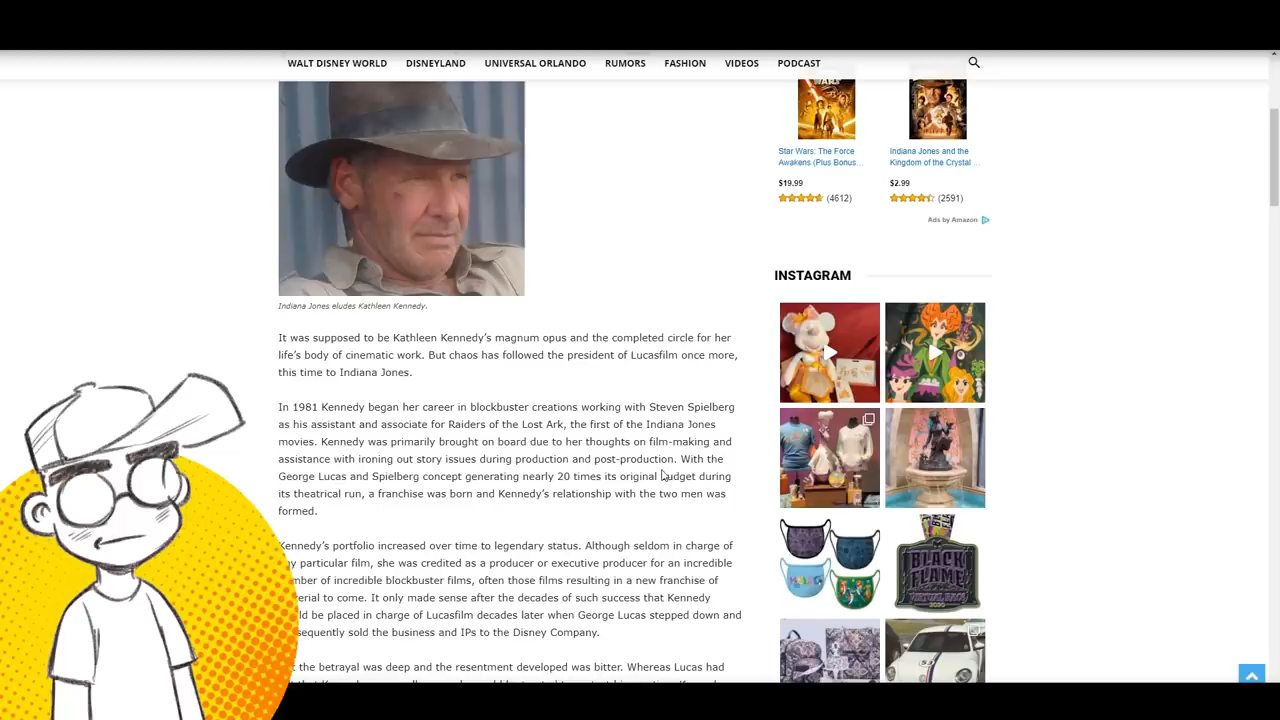 WALT DISNEY WORLD DISNEYLAND UNIVERSAL ORLANDO RUMORS FASHION VIDEOS PODCAST
Indiana Jones eludes Kathleen Kennedy.
It was supposed to be Kathleen Kennedy's magnum opus and the completed circle for her
life's body of cinematic work. But chaos has followed the president of Lucasfilm once more,
this time to Indiana Jones.
In 1981 Kennedy began her career in blockbuster creations working with Steven Spielberg
as his assistant and associate for Raiders of the Lost Ark, the first of the Indiana Jones
movies. Kennedy was primarily brought on board due to her thoughts on film-making and
assistance with ironing out story issues during production and post-production. With the
George Lucas and Spielberg concept generating nearly 20 times its original budget during
its theatrical run, a franchise was born and Kennedy's relationship with the two men was
formed.
Kennedy's portfolio increased over time to legendary status. Although seldom in charge of
particular film, she was credited as a producer or executive producer for an incredible
of incredible blockbuster films, often those films resulting in a new franchise of
to come. It only made sense after the decades of such success that Kennedy
be placed in charge of Lucasfilm decades later when George Lucas stepped down and
sold the business and IPs to the Disney Company.
the betrayal was deep and the resentment developed was bitter. Whereas Lucas had
WARS
Star Wars: The Force
Awakens (Plus Bonus...
$19.99
(4612)
Indiana Jones and the
Kingdom of the Crystal ...
$2.99
(2591)
Ads by Amazon
INSTAGRAM
BLACK
FLAME
VIRTUAL RACE
2020
53